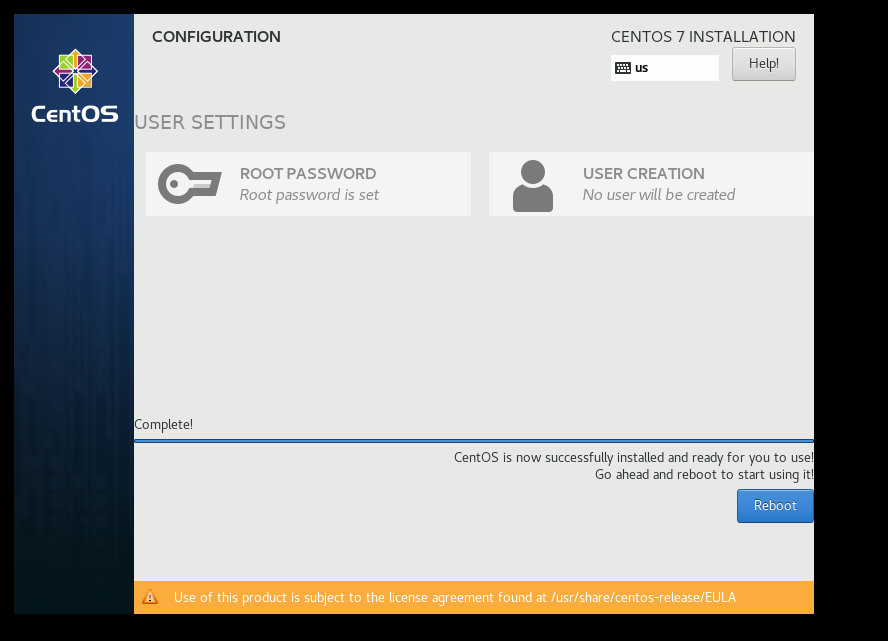 CONFIGURATION
CENTOS 7 INSTALLATION
us
Help!
CentOS
USER SETTINGS
ROOT PASSWORD
Root password is set
USER CREATION
No user will be created
Complete!
CentOS is now successfully installed and ready for you to use!
Go ahead and reboot to start using it!
Reboot
Use of this product is subject to the license agreement found at /usr/share/centos-release/EULA